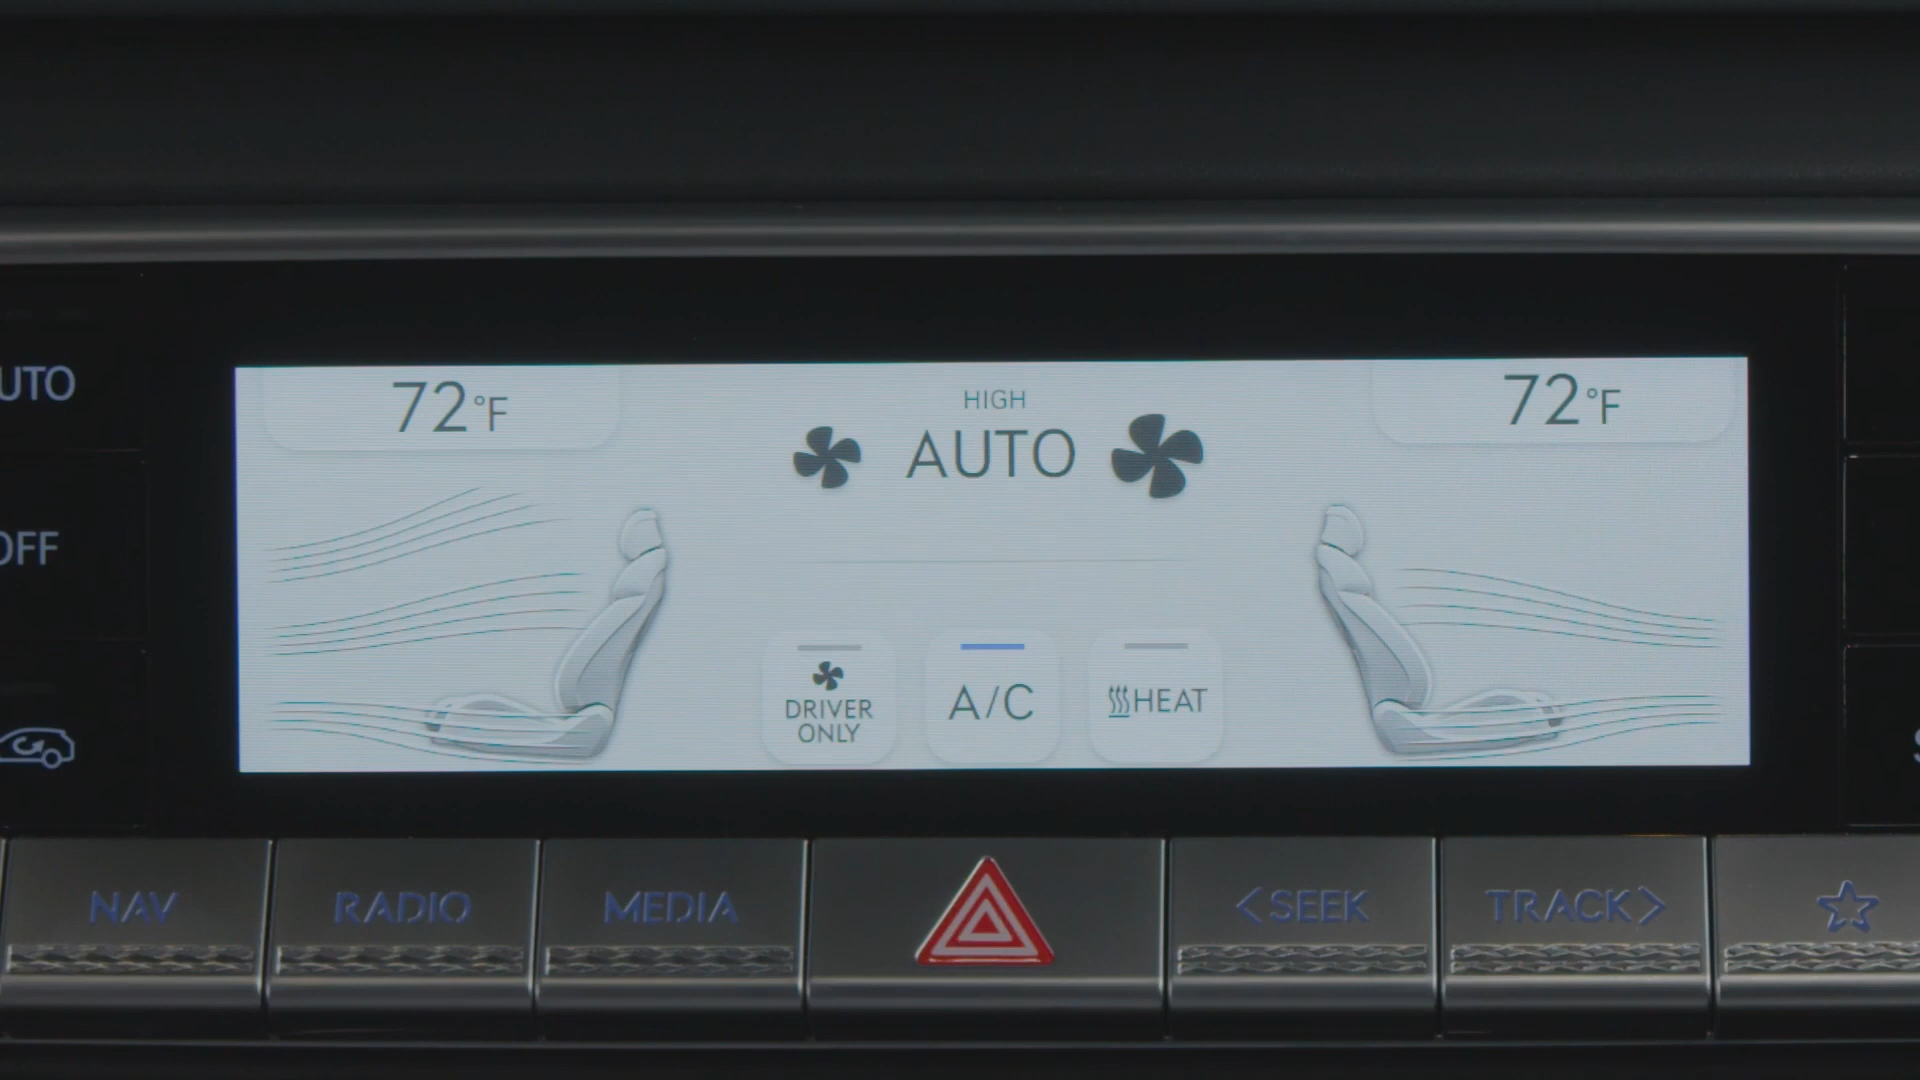 72°F
HIGH
AUTO
72°F
UTO
OFF
DRIVER
ONLY
A/C
HEAT
NAV
RADIO
MEDIA
<SEEK
TRACK>